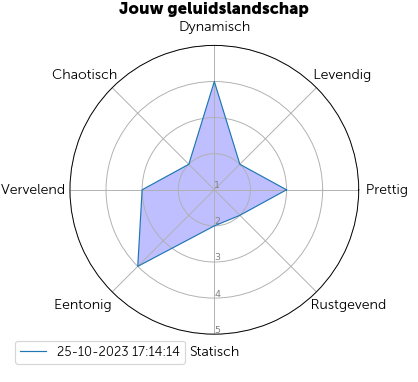 Jouw geluidslandschap
Dynamisch
Chaotisch
Levendig
Vervelend
1
Prettig
2
3
4
Eentonig
Rustgevend
5
25-10-2023 17:14:14
Statisch